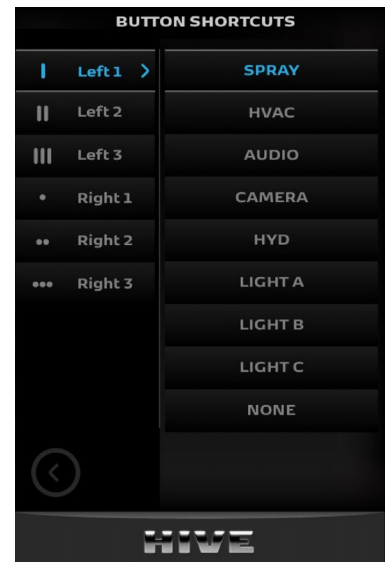 BUTTON SHORTCUTS
Left 1
Left 2
Left 3
Right 1
Right 2
Right 3
SPRAY
HVAC
AUDIO
CAMERA
HYD
LIGHT A
LIGHT B
LIGHT C
NONE
HIVE